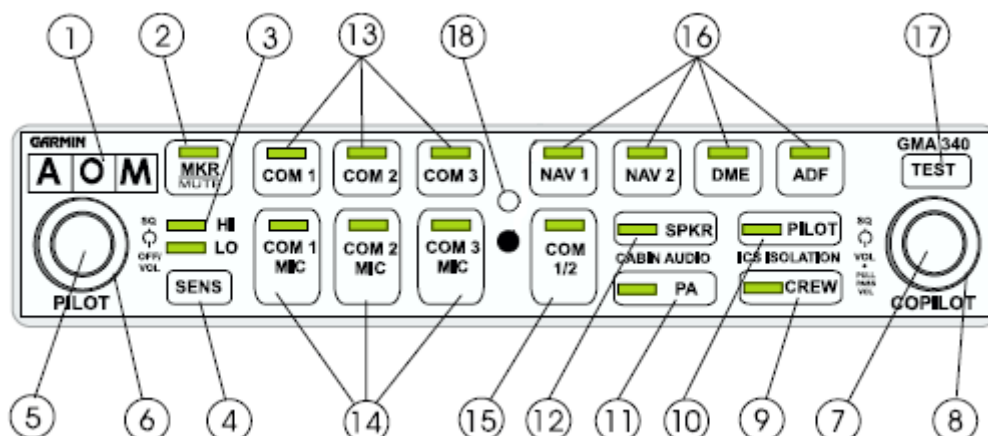 1 2 3 13 18 16 17
GARMIN GMA 340
A O M MKR MUTE COM 1 COM 2 COM 3 NAV 1 NAV 2 DME ADF TEST
SQ OFF/VOL HI COM 1 MIC COM 2 MIC COM 3 MIC COM 1/2 SPKR PILOT SQ VOL
LO CABIN AUDIO ICS ISOLATION PULL PASS VOL
PILOT SENS PA CREW COPILOT
5 6 4 14 15 12 11 10 9 7 8